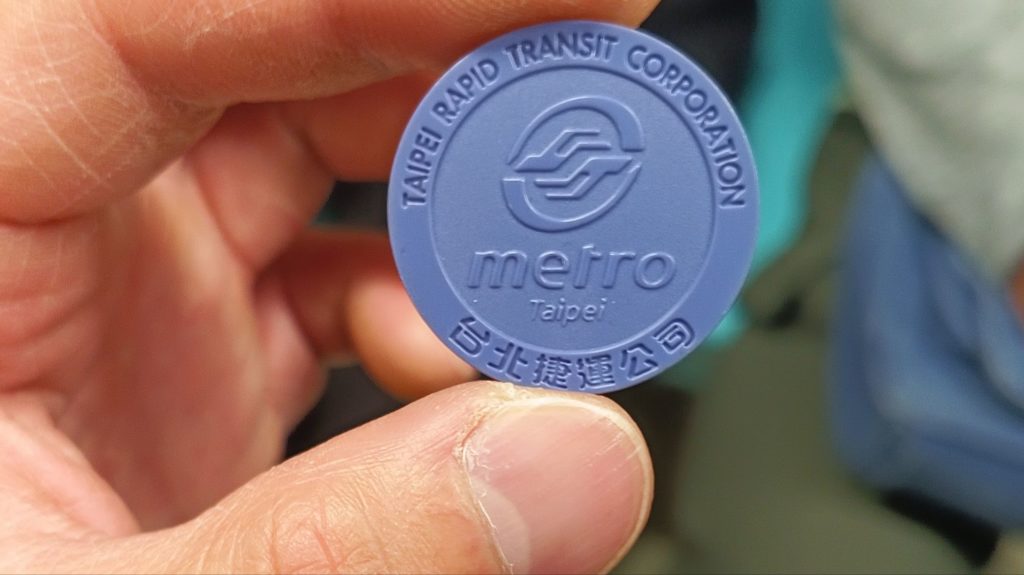 TAIPEI RAPID TRANSIT CORPORATION
metro
Taipei
台北捷運公司